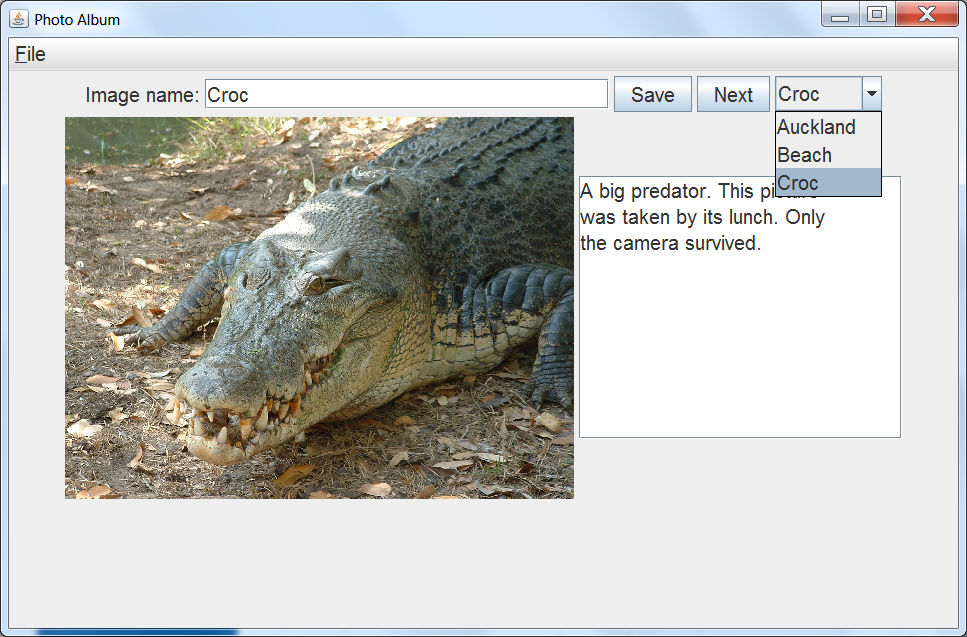 Photo Album
File
Image name: Croc Save Next Croc
Auckland
Beach
Croc
A big predator. This
was taken by its lunch. Only
the camera survived.